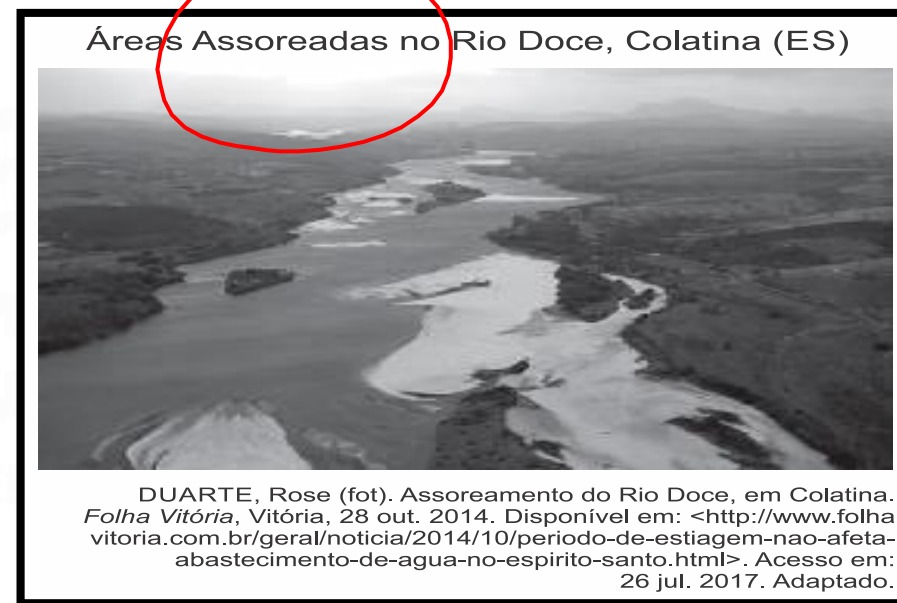 Áreas Assoreadas no Rio Doce, Colatina (ES)
DUARTE, Rose (fot). Assoreamento do Rio Doce, em Colatina.
Folha Vitória, Vitória, 28 out. 2014. Disponível em: <http://www.folha
vitoria.com.br/geral/noticia/2014/10/periodo-de-estiagem-nao-afeta-
abastecimento-de-agua-no-espirito-santo.html>. Acesso em:
26 jul. 2017. Adaptado.